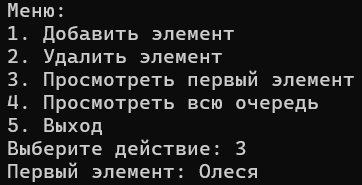 Меню:
1. Добавить элемент
2. Удалить элемент
3. Просмотреть первый элемент
4. Просмотреть всю очередь
5. Выход
Выберите действие: 3
Первый элемент: Олеся